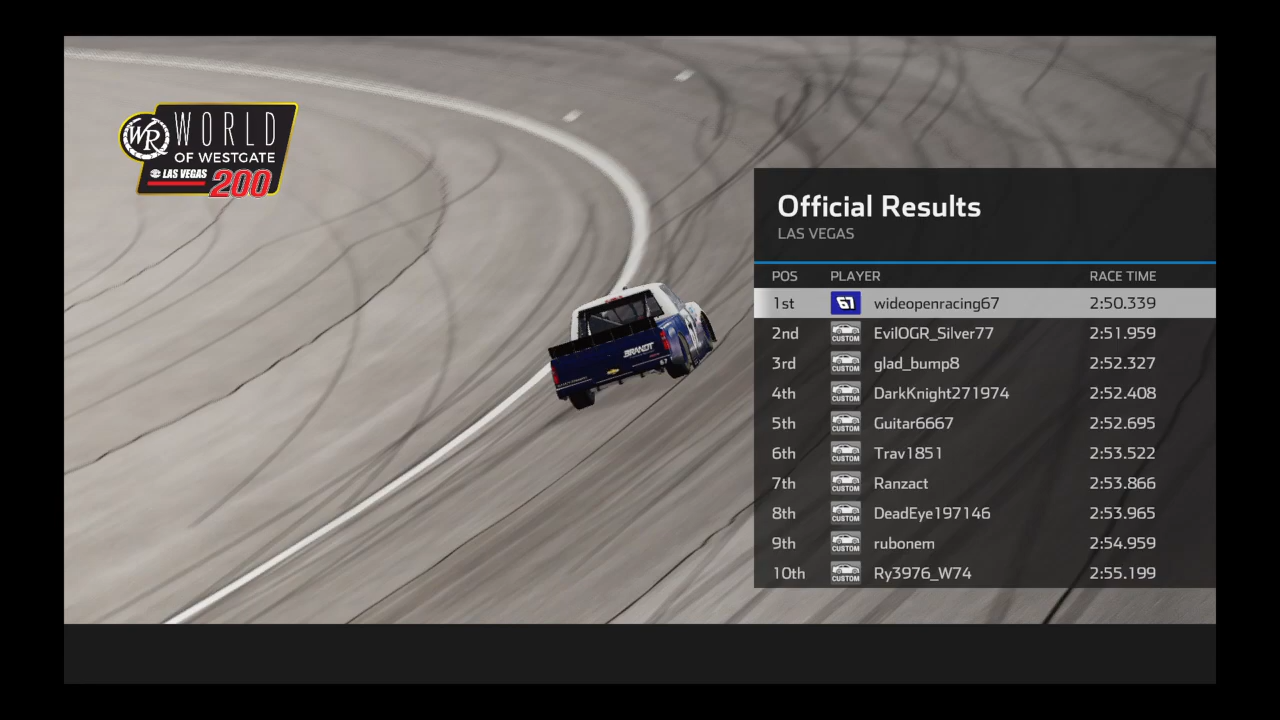 WR WORLD
OF WESTGATE
LAS VEGAS 200
BRANDT
67
Official Results
LAS VEGAS
POS PLAYER RACE TIME
1st 67 wideopenracing67 2:50.339
2nd CUSTOM EvilOGR_Silver77 2:51.959
3rd CUSTOM glad_bump8 2:52.327
4th CUSTOM DarkKnight271974 2:52.408
5th CUSTOM Guitar6667 2:52.695
6th CUSTOM Trav1851 2:53.522
7th CUSTOM Ranzact 2:53.866
8th CUSTOM DeadEye197146 2:53.965
9th CUSTOM rubonem 2:54.959
10th CUSTOM Ry3976_W74 2:55.199